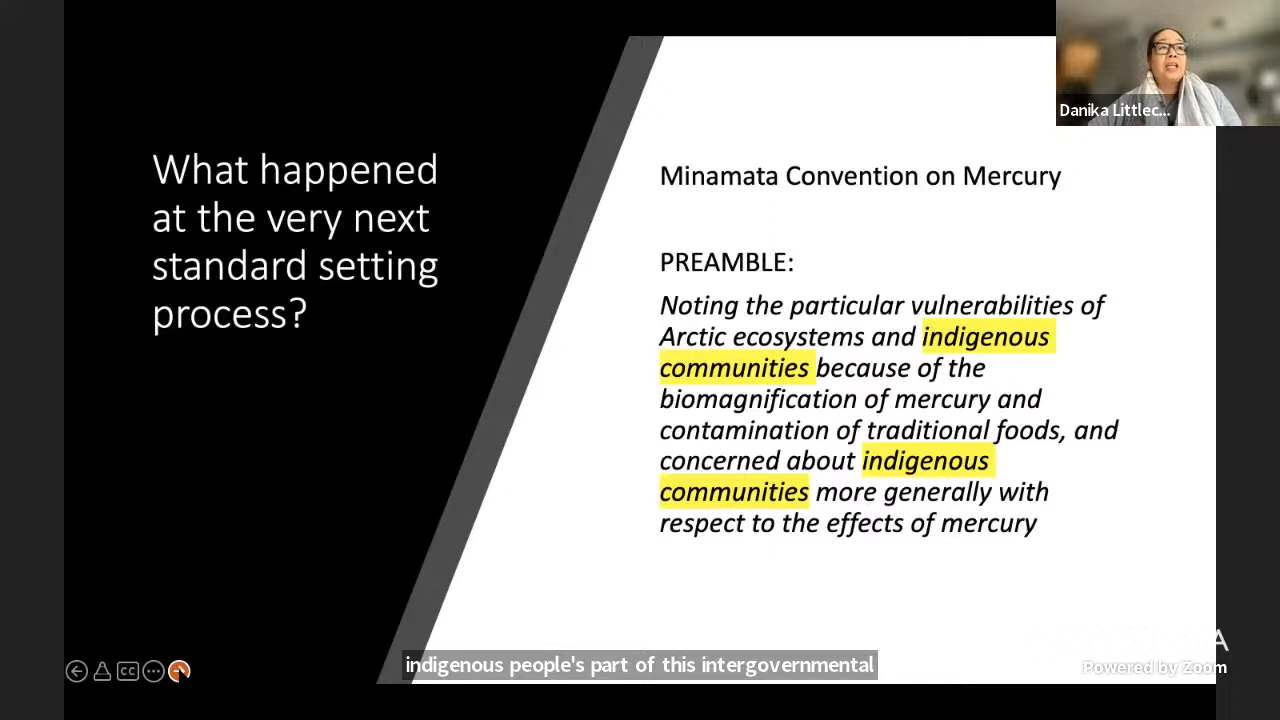 What happened
at the very next
standard setting
process?
Minamata Convention on Mercury
PREAMBLE:
Noting the particular vulnerabilities of
Arctic ecosystems and indigenous
communities because of the
biomagnification of mercury and
contamination of traditional foods, and
concerned about indigenous
communities more generally with
respect to the effects of mercury
Danika Littlec...
CC
indigenous people's part of this intergovernmental
Powered by Zoom